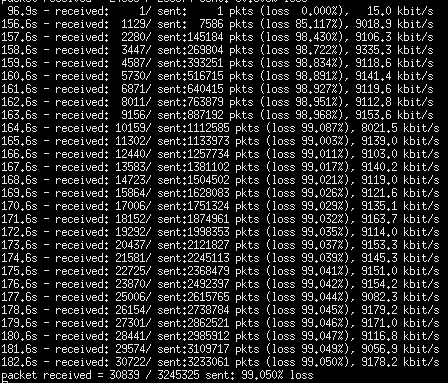 96.9s - received: 1/ sent: 1 pkts (loss 0,000%), 15.0 kbit/s
156.6s - received: 1129/ sent: 7586 pkts (loss 85.117%), 9018.9 kbit/s
157.6s - received: 2280/ sent:145184 pkts (loss 98.430%), 9106.3 kbit/s
158.6s - received: 3447/ sent:269804 pkts (loss 98.722%), 9335.3 kbit/s
159.6s - received: 4587/ sent:393251 pkts (loss 98.834%), 9118.6 kbit/s
160.6s - received: 5730/ sent:516715 pkts (loss 98.891%), 9141.4 kbit/s
161.6s - received: 6871/ sent:640415 pkts (loss 98.927%), 9119.6 kbit/s
162.6s - received: 8011/ sent:763879 pkts (loss 98.951%), 9112.8 kbit/s
163.6s - received: 9156/ sent:887192 pkts (loss 98.968%), 9153.6 kbit/s
164.6s - received: 10159/ sent:1112585 pkts (loss 99.087%), 8021.5 kbit/s
165.6s - received: 11302/ sent:1133973 pkts (loss 99.003%), 9139.0 kbit/s
166.6s - received: 12440/ sent:1257734 pkts (loss 99.011%), 9103.0 kbit/s
167.6s - received: 13583/ sent:1381102 pkts (loss 99.017%), 9140.2 kbit/s
168.6s - received: 14723/ sent:1504502 pkts (loss 99.021%), 9119.0 kbit/s
169.6s - received: 15864/ sent:1628083 pkts (loss 99.026%), 9121.6 kbit/s
170.6s - received: 17006/ sent:1751324 pkts (loss 99.029%), 9135.1 kbit/s
171.6s - received: 18152/ sent:1874961 pkts (loss 99.032%), 9163.7 kbit/s
172.6s - received: 19292/ sent:1998353 pkts (loss 99.035%), 9114.0 kbit/s
173.6s - received: 20437/ sent:2121827 pkts (loss 99.037%), 9153.3 kbit/s
174.6s - received: 21581/ sent:2245113 pkts (loss 99.039%), 9145.3 kbit/s
175.6s - received: 22725/ sent:2368479 pkts (loss 99.041%), 9151.0 kbit/s
176.6s - received: 23870/ sent:2492397 pkts (loss 99.042%), 9154.2 kbit/s
177.6s - received: 25006/ sent:2615765 pkts (loss 99.044%), 9082.3 kbit/s
178.6s - received: 26154/ sent:2738784 pkts (loss 99.045%), 9179.2 kbit/s
179.6s - received: 27301/ sent:2862521 pkts (loss 99.046%), 9171.0 kbit/s
180.6s - received: 28441/ sent:2985917 pkts (loss 99.047%), 9116.8 kbit/s
181.6s - received: 29574/ sent:3109717 pkts (loss 99.049%), 9056.9 kbit/s
182.6s - received: 30722/ sent:3233061 pkts (loss 99.050%), 9178.2 kbit/s
packet received = 30839 / 3245325 sent: 99.050% loss